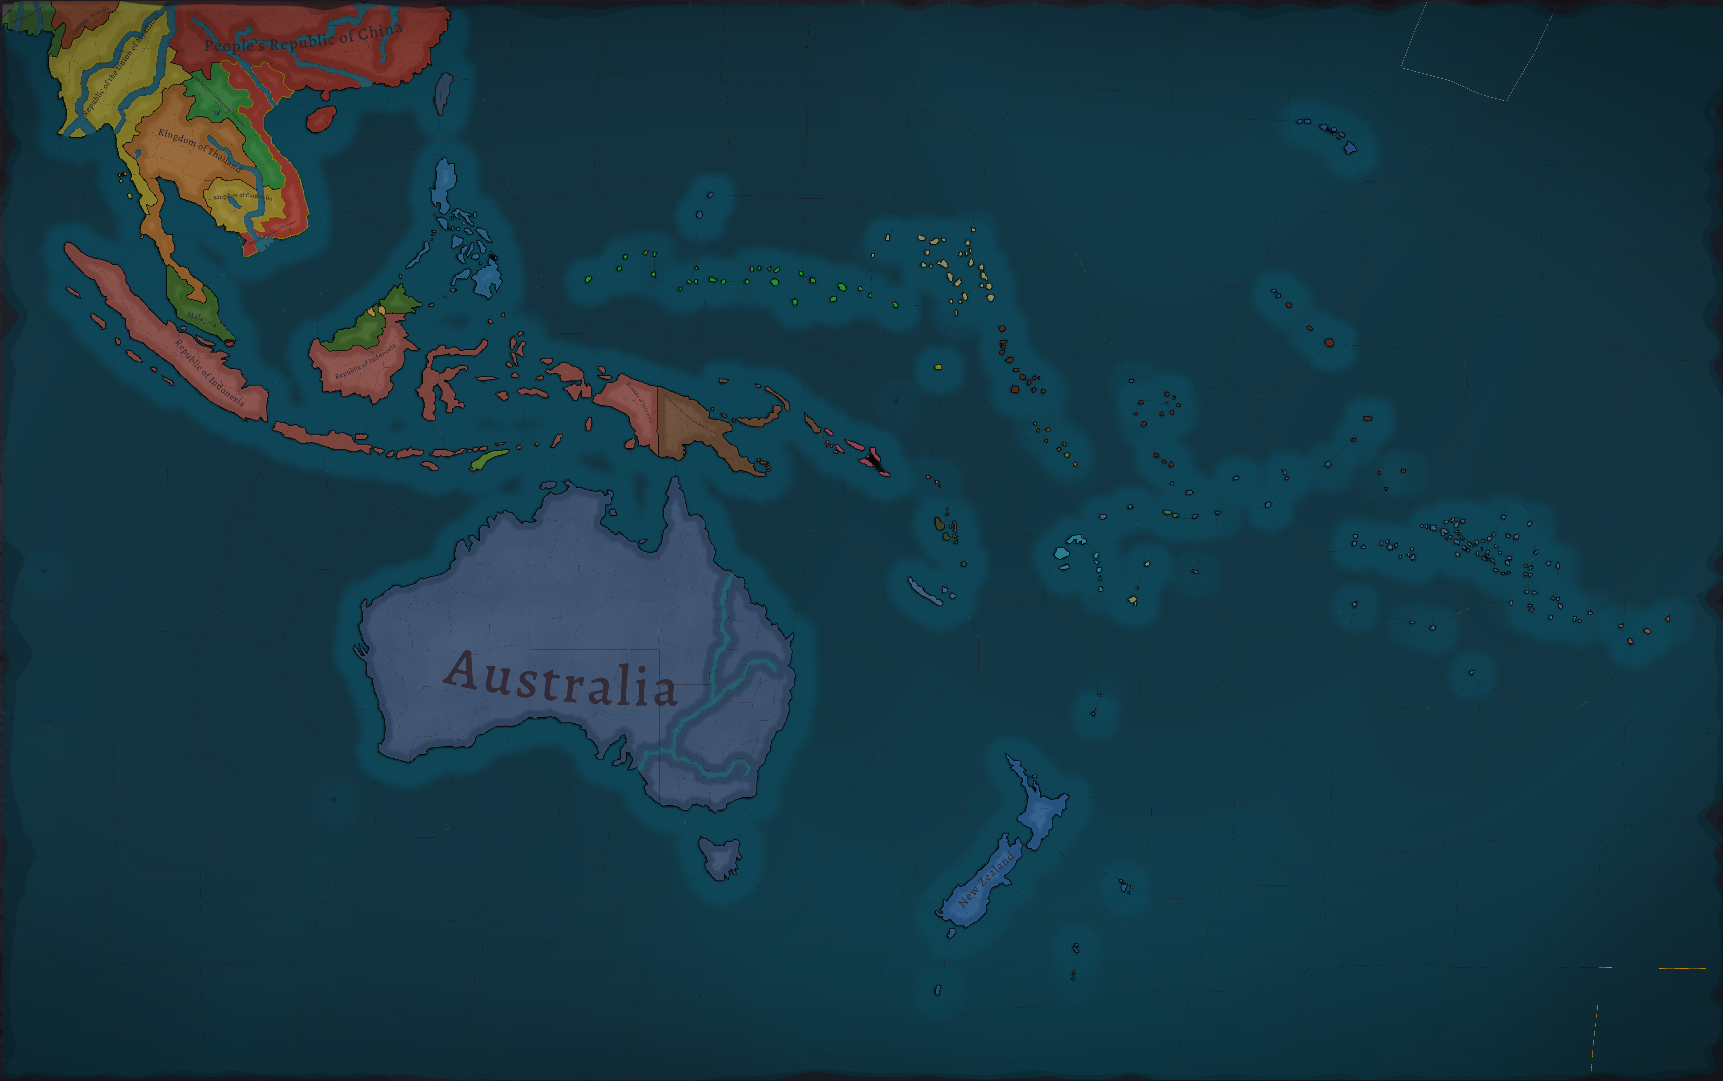 People's Republic of China
Republic of the Union of
Kingdom of Thailand
Kingdom of Cambodia
Malaysia
Republic of Indonesia
Republic of Indonesia
Australia
New Zealand